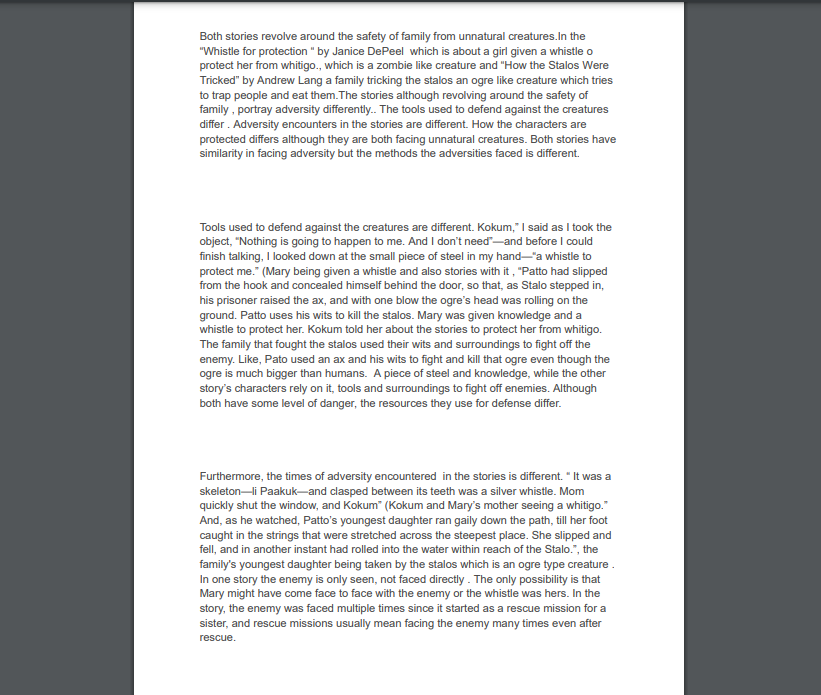 Both stories revolve around the safety of family from unnatural creatures.In the
“Whistle for protection “ by Janice DePeel  which is about a girl given a whistle o
protect her from whitigo., which is a zombie like creature and “How the Stalos Were
Tricked” by Andrew Lang a family tricking the stalos an ogre like creature which tries
to trap people and eat them.The stories although revolving around the safety of
family , portray adversity differently.. The tools used to defend against the creatures
differ . Adversity encounters in the stories are different. How the characters are
protected differs although they are both facing unnatural creatures. Both stories have
similarity in facing adversity but the methods the adversities faced is different.
Tools used to defend against the creatures are different. Kokum,” I said as I took the
object, “Nothing is going to happen to me. And I don’t need”—and before I could
finish talking, I looked down at the small piece of steel in my hand—“a whistle to
protect me.” (Mary being given a whistle and also stories with it , “Patto had slipped
from the hook and concealed himself behind the door, so that, as Stalo stepped in,
his prisoner raised the ax, and with one blow the ogre’s head was rolling on the
ground. Patto uses his wits to kill the stalos. Mary was given knowledge and a
whistle to protect her. Kokum told her about the stories to protect her from whitigo.
The family that fought the stalos used their wits and surroundings to fight off the
enemy. Like, Pato used an ax and his wits to fight and kill that ogre even though the
ogre is much bigger than humans.  A piece of steel and knowledge, while the other
story’s characters rely on it, tools and surroundings to fight off enemies. Although
both have some level of danger, the resources they use for defense differ.
Furthermore, the times of adversity encountered  in the stories is different. “ It was a
skeleton—li Paakuk—and clasped between its teeth was a silver whistle. Mom
quickly shut the window, and Kokum” (Kokum and Mary’s mother seeing a whitigo.”
And, as he watched, Patto’s youngest daughter ran gaily down the path, till her foot
caught in the strings that were stretched across the steepest place. She slipped and
fell, and in another instant had rolled into the water within reach of the Stalo.”, the
family's youngest daughter being taken by the stalos which is an ogre type creature .
In one story the enemy is only seen, not faced directly . The only possibility is that
Mary might have come face to face with the enemy or the whistle was hers. In the
story, the enemy was faced multiple times since it started as a rescue mission for a
sister, and rescue missions usually mean facing the enemy many times even after
rescue.